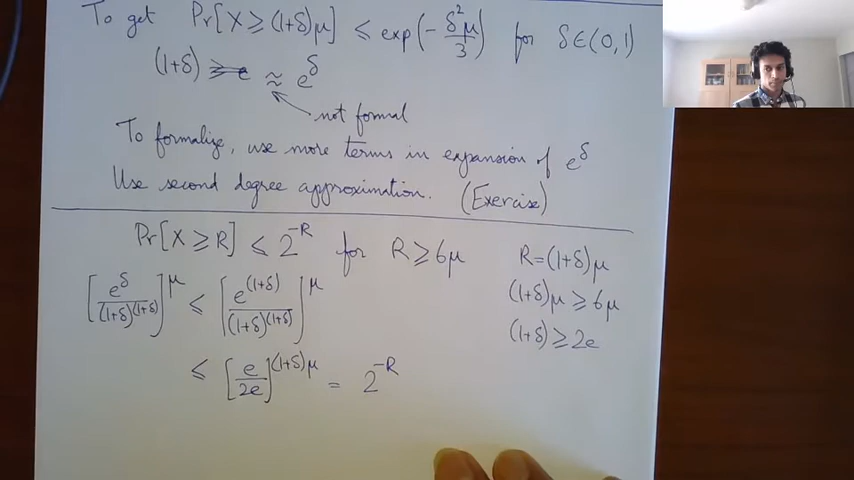 To get Pr[X ≥ (1+δ)μ] ≤ exp(-δ²μ/3) for δ∈(0,1)
(1+δ) ≈ e^δ
not formal
To formalize, use more terms in expansion of e^δ
Use second degree approximation. (Exercise)
Pr[X ≥ R] ≤ 2^{-R} for R ≥ 6μ
R = (1+δ)μ
[e^δ/(1+δ)^{(1+δ)}]^μ ≤ [e^{(1+δ)}/(1+δ)^{(1+δ)}]^μ
(1+δ)μ ≥ 6μ
(1+δ) ≥ 2e
≤ [e/2e]^{(1+δ)μ} = 2^{-R}